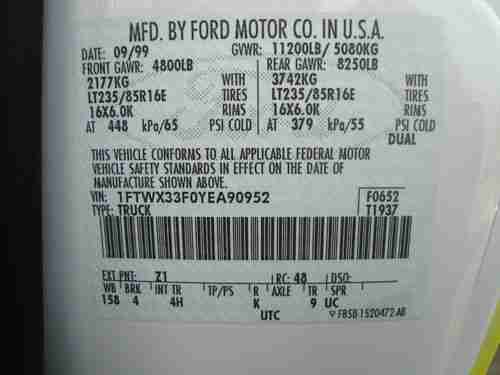 MFD. BY FORD MOTOR CO. IN U.S.A.
DATE: 09/99 GVWR: 11200LB/ 5080KG
FRONT GAWR: 4800LB REAR GAWR: 8250LB
2177KG WITH 3742KG WITH
LT235/85R16E TIRES LT235/85R16E TIRES
16X6.0K RIMS 16X6.0K RIMS
AT 448 kPa/65 PSI COLD AT 379 kPa/55 PSI COLD
DUAL
THIS VEHICLE CONFORMS TO ALL APPLICABLE FEDERAL MOTOR
VEHICLE SAFETY STANDARDS IN EFFECT ON THE DATE OF
MANUFACTURE SHOWN ABOVE.
VIN: 1FTWX33F0YEA90952 F0652
TYPE: TRUCK T1937
EXT PNT: Z1 RC: 48 DSO:
WB BRK INT TR TP/PS R AXLE TR SPR
158 4 4H K 9 UC
UTC F85B-1520472-AB